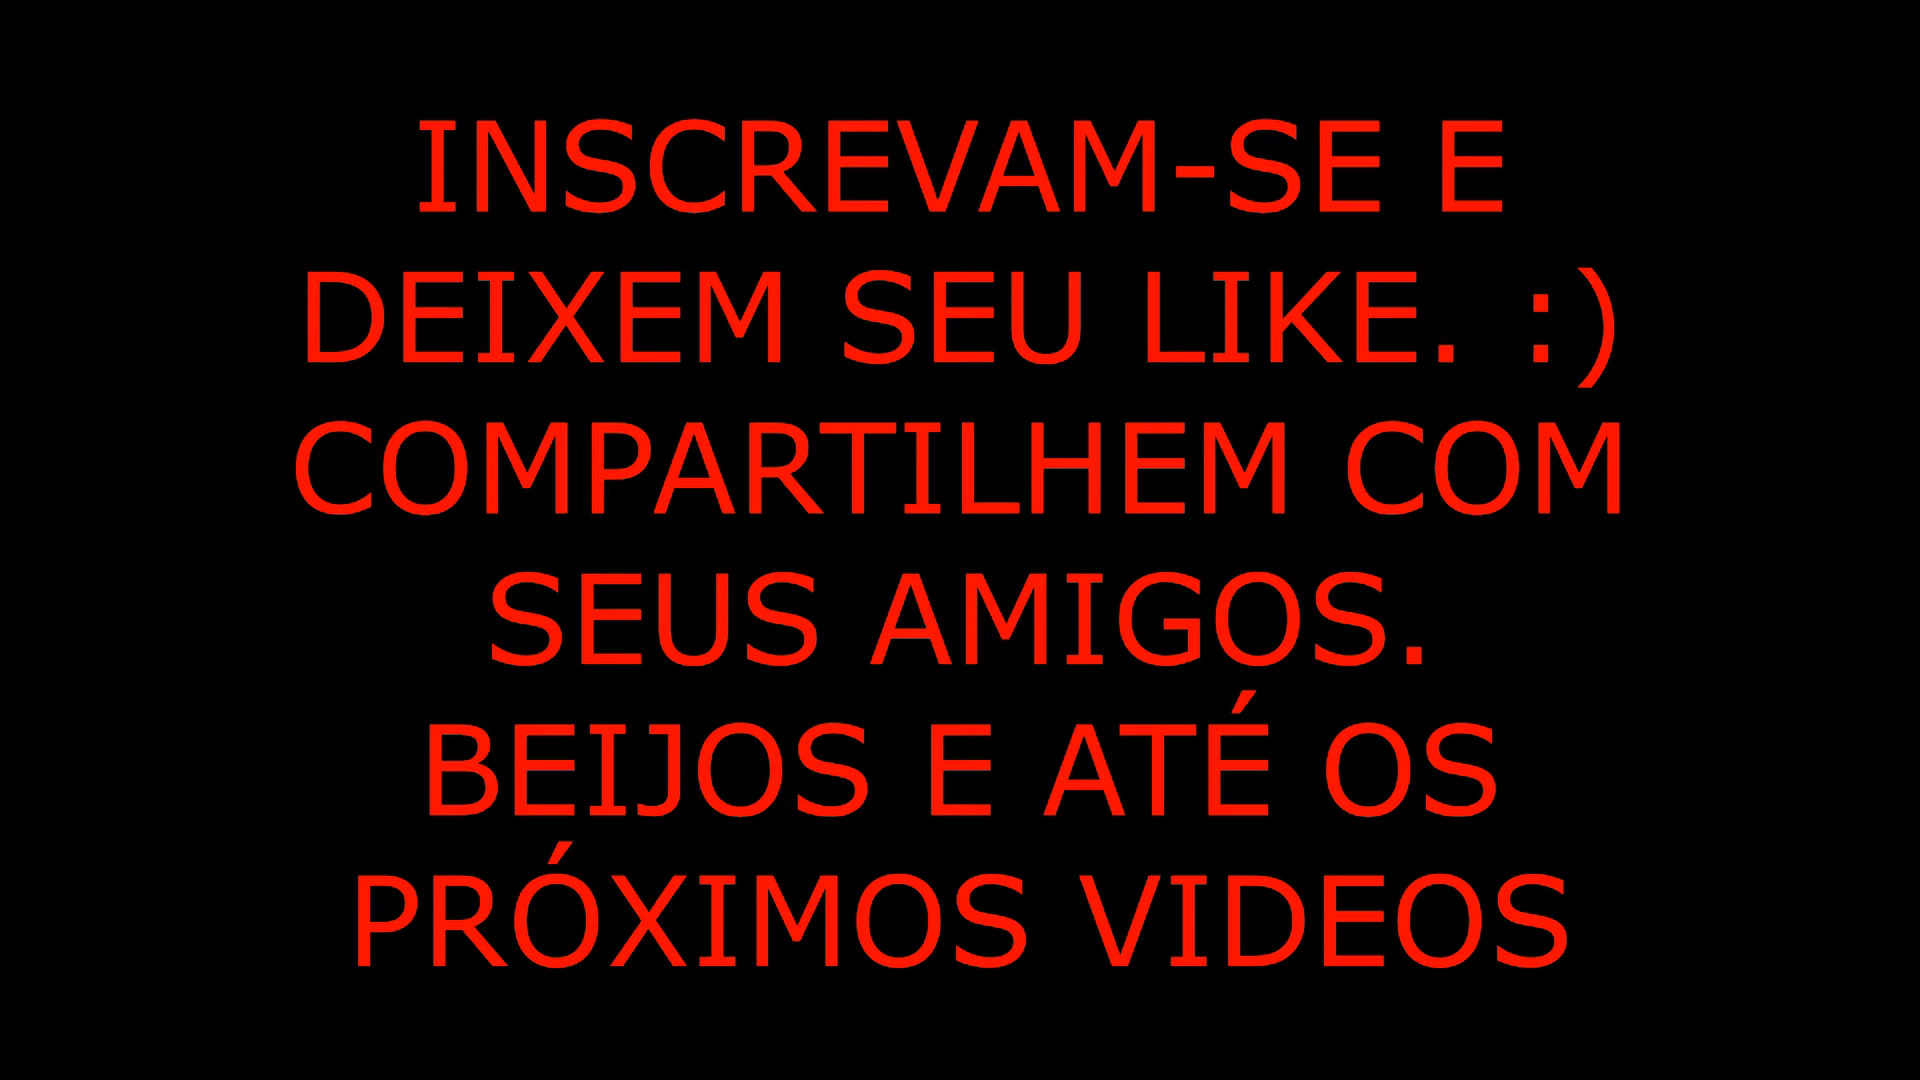 INSCREVAM-SE E
DEIXEM SEU LIKE. :)
COMPARTILHEM COM
SEUS AMIGOS.
BEIJOS E ATÉ OS
PRÓXIMOS VIDEOS